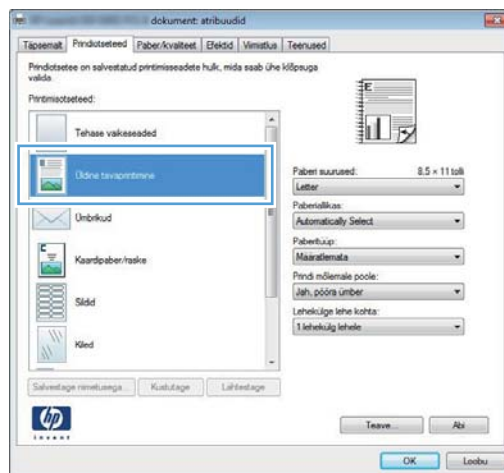 dokument: atribuudid
Täpsemalt Prindiotseteed Paber/kvaliteet Efektid Viimistlus Teenused
Prindiotsetee on salvestatud printimisseadete hulk, mida saab ühe klõpsuga
valida.
Printimisotseteed:
Tehase vaikeseaded
Üldine tavaprintimine
Ümbrikud
Kaardipaber/raske
Sildid
Kiled
Salvestage nimetusega... Kustutage Lähtestage
E
Paberi suurused: 8.5 × 11 tolli
Letter
Paberiallikas:
Automatically Select
Paberitüüp:
Määratlemata
Prindi mõlemale poole:
Jah, pööra ümber
Lehekülge lehe kohta:
1 lehekülg lehele
hp
invent
Teave... Abi
OK Loobu